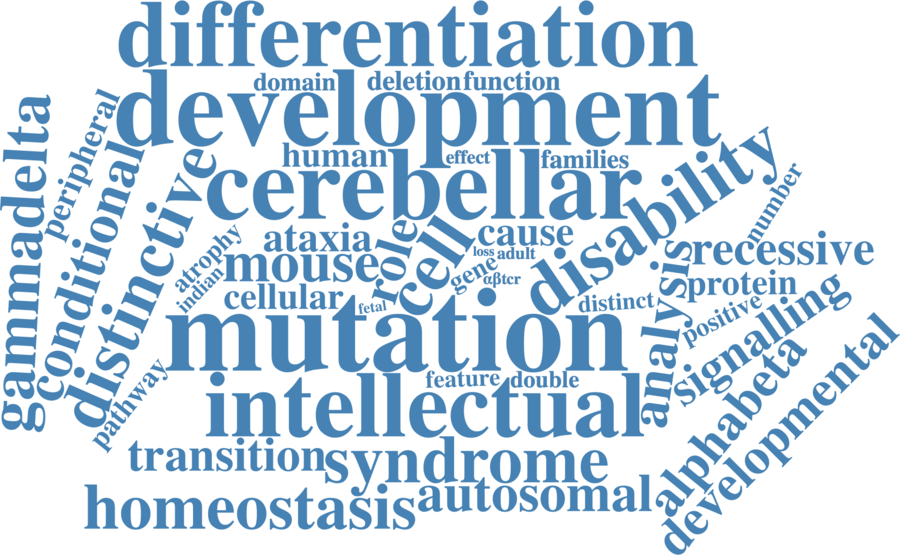 differentiation
domain
deletion
function
development
gammadelta
peripheral
conditional
distinctive
human
effect
families
cerebellar
disability
number
atrophy
indian
ataxia
mouse
role
cell
cause
loss
adult
gene
αβtcr
recessive
protein
analysis
cellular
fetal
distinct
positive
signalling
mutation
pathway
feature
double
intellectual
alphabeta
developmental
transition
syndrome
homeostasis
autosomal